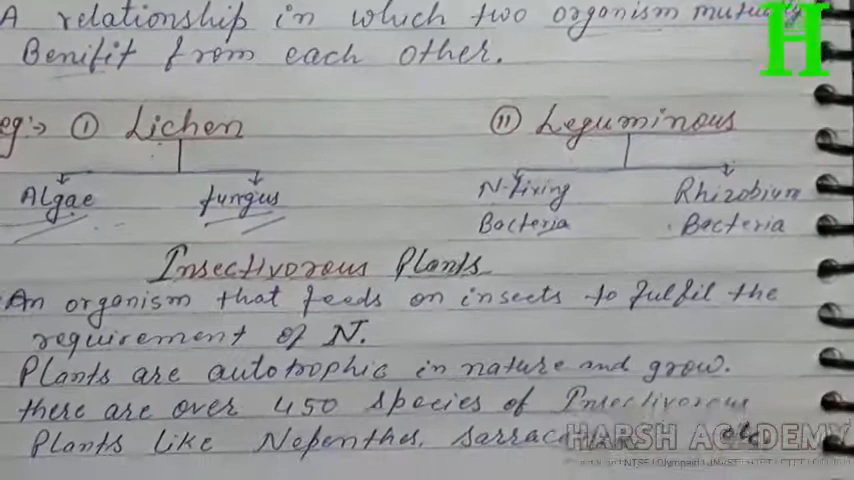 A relationship in which two organism mutually
Benifit from each other.
eg:-> (I) Lichen
(II) Leguminous
Algae
fungus
N-fixing
Bacteria
Rhizobium
Bacteria
Insectivorous Plants
An organism that feeds on insects to fulfil the
requirement of N.
Plants are autotrophic in nature and grow.
there are over 450 species of Insectivorous
Plants like Nepenthes, etc
H
HARSH ACADEMY